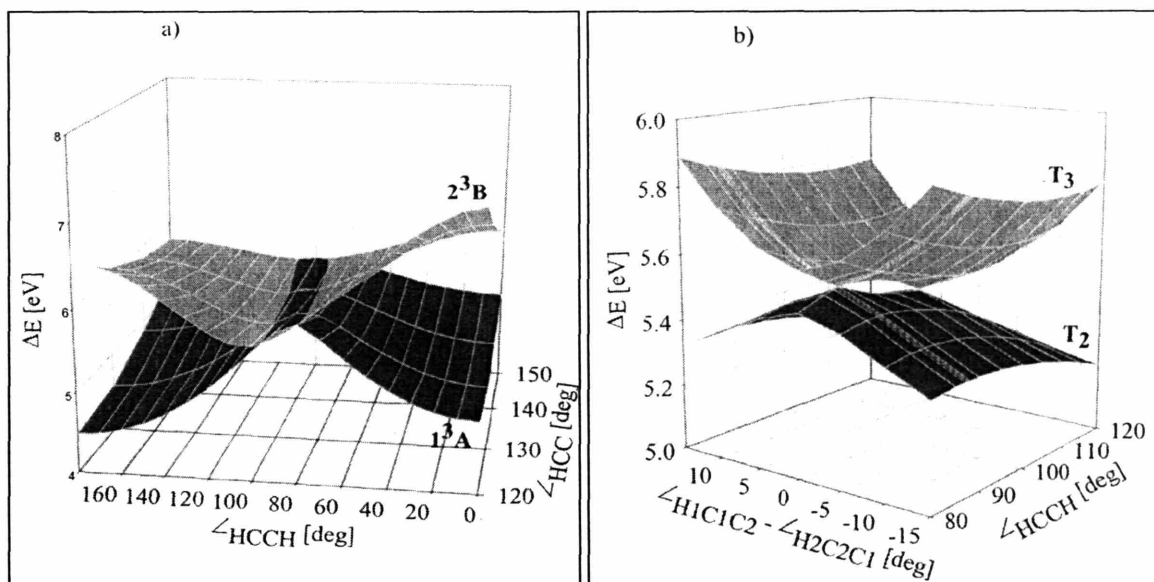 a)
8
7
6
5
4
ΔE [eV]
2³B
1³A
160 140 120 100 80 60 40 20 0
∠HCCH [deg]
150
140
130
120
∠HCC [deg]
b)
6.0
5.8
5.6
5.4
5.2
5.0
ΔE [eV]
T₃
T₂
10 5 0 -5 -10 -15
∠H1C1C2 - ∠H2C2C1 [deg]
80 90 100 110 120
∠HCCH [deg]